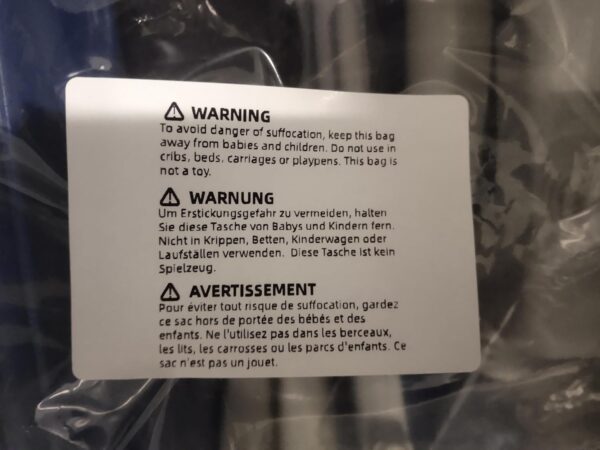 ⚠ WARNING
To avoid danger of suffocation, keep this bag
away from babies and children. Do not use in
cribs, beds, carriages or playpens. This bag is
not a toy.
⚠ WARNUNG
Um Erstickungsgefahr zu vermeiden, halten
Sie diese Tasche von Babys und Kindern fern.
Nicht in Krippen, Betten, Kinderwagen oder
Laufställen verwenden. Diese Tasche ist kein
Spielzeug.
⚠ AVERTISSEMENT
Pour éviter tout risque de suffocation, gardez
ce sac hors de portée des bébés et des
enfants. Ne l'utilisez pas dans les berceaux,
les lits, les carrosses ou les parcs d'enfants. Ce
sac n'est pas un jouet.